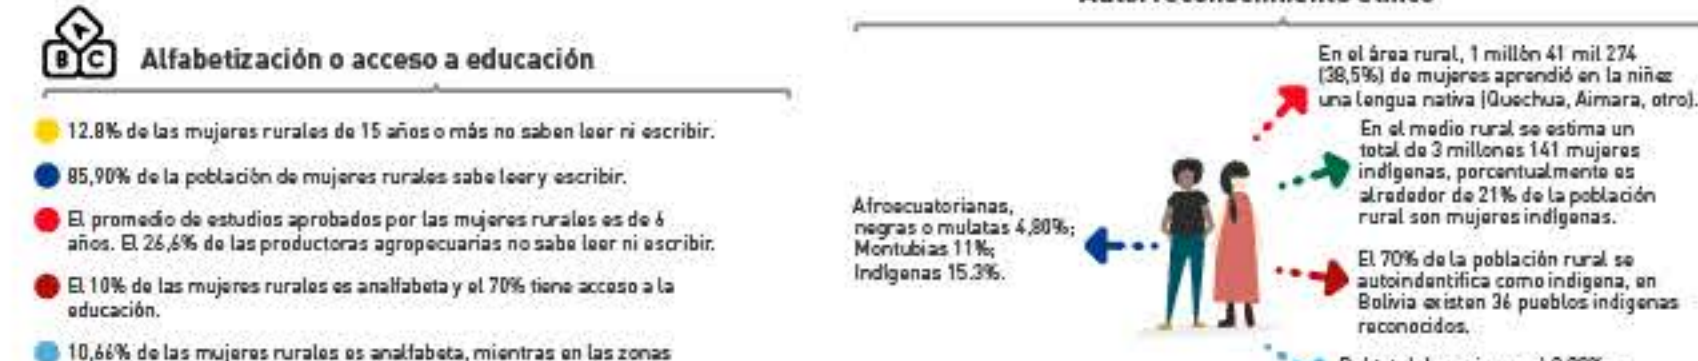 B C
Alfabetización o acceso a educación
12.8% de las mujeres rurales de 15 años o más no saben leer ni escribir.
85,90% de la población de mujeres rurales sabe leer y escribir.
El promedio de estudios aprobados por las mujeres rurales es de 6
años. El 26,6% de las productoras agropecuarias no sabe leer ni escribir.
El 10% de las mujeres rurales es analfabeta y el 70% tiene acceso a la
educación.
10,66% de las mujeres rurales es analfabeta, mientras en las zonas
En el área rural, 1 millón 41 mil 274
(38,5%) de mujeres aprendió en la niñez
una lengua nativa (Quechua, Aimara, otro).
En el medio rural se estima un
total de 3 millones 141 mujeres
indígenas, porcentualmente es
alrededor de 21% de la población
rural son mujeres indígenas.
Afroecuatorianas,
negras o mulatas 4,80%;
Montubias 11%;
Indígenas 15.3%.
El 70% de la población rural se
autoindentifica como indigena, en
Bolivia existen 36 pueblos indigenas
reconocidos.